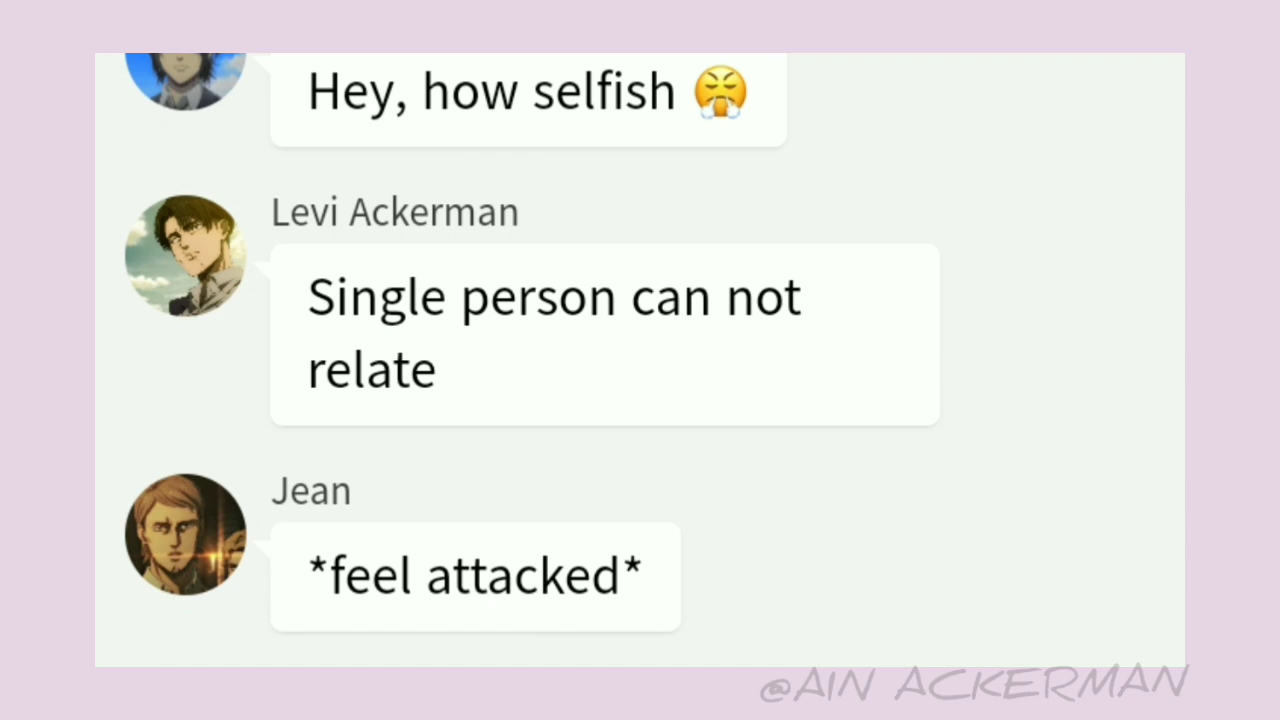 Hey, how selfish 😤
Levi Ackerman
Single person can not
relate
Jean
*feel attacked*
@AIN ACKERMAN